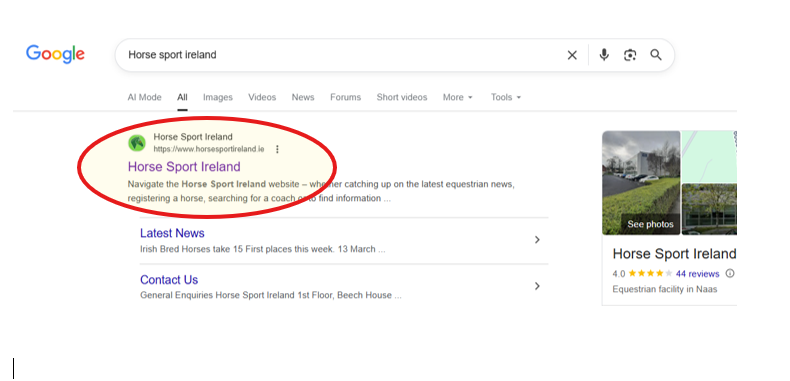 Google
Horse sport ireland
AI Mode All Images Videos News Forums Short videos More Tools
Horse Sport Ireland
https://www.horsesportireland.ie
Horse Sport Ireland
Navigate the Horse Sport Ireland website – whether catching up on the latest equestrian news,
registering a horse, searching for a coach or to find information ...
Latest News
Irish Bred Horses take 15 First places this week. 13 March ...
Contact Us
General Enquiries Horse Sport Ireland 1st Floor, Beech House ...
See photos
Horse Sport Ireland
4.0 44 reviews
Equestrian facility in Naas